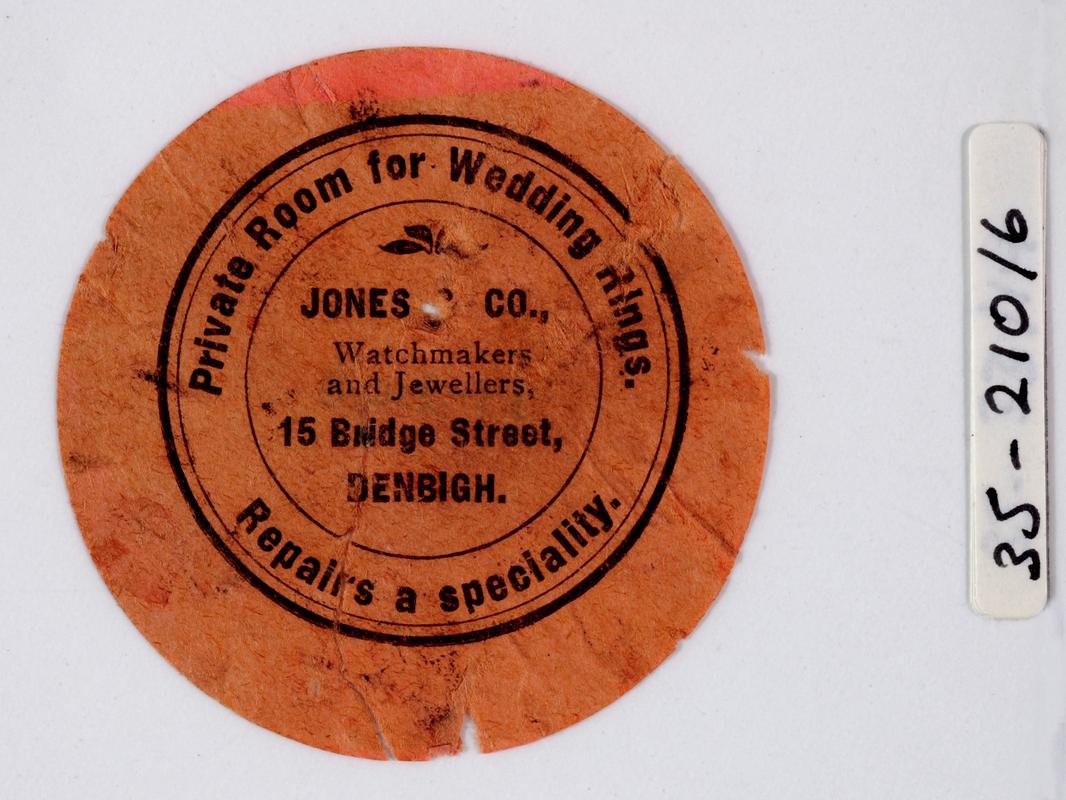 Private Room for Wedding Rings.
JONES & CO.,
Watchmakers
and Jewellers,
15 Bridge Street,
DENBIGH.
Repairs a speciality.
35-210/6